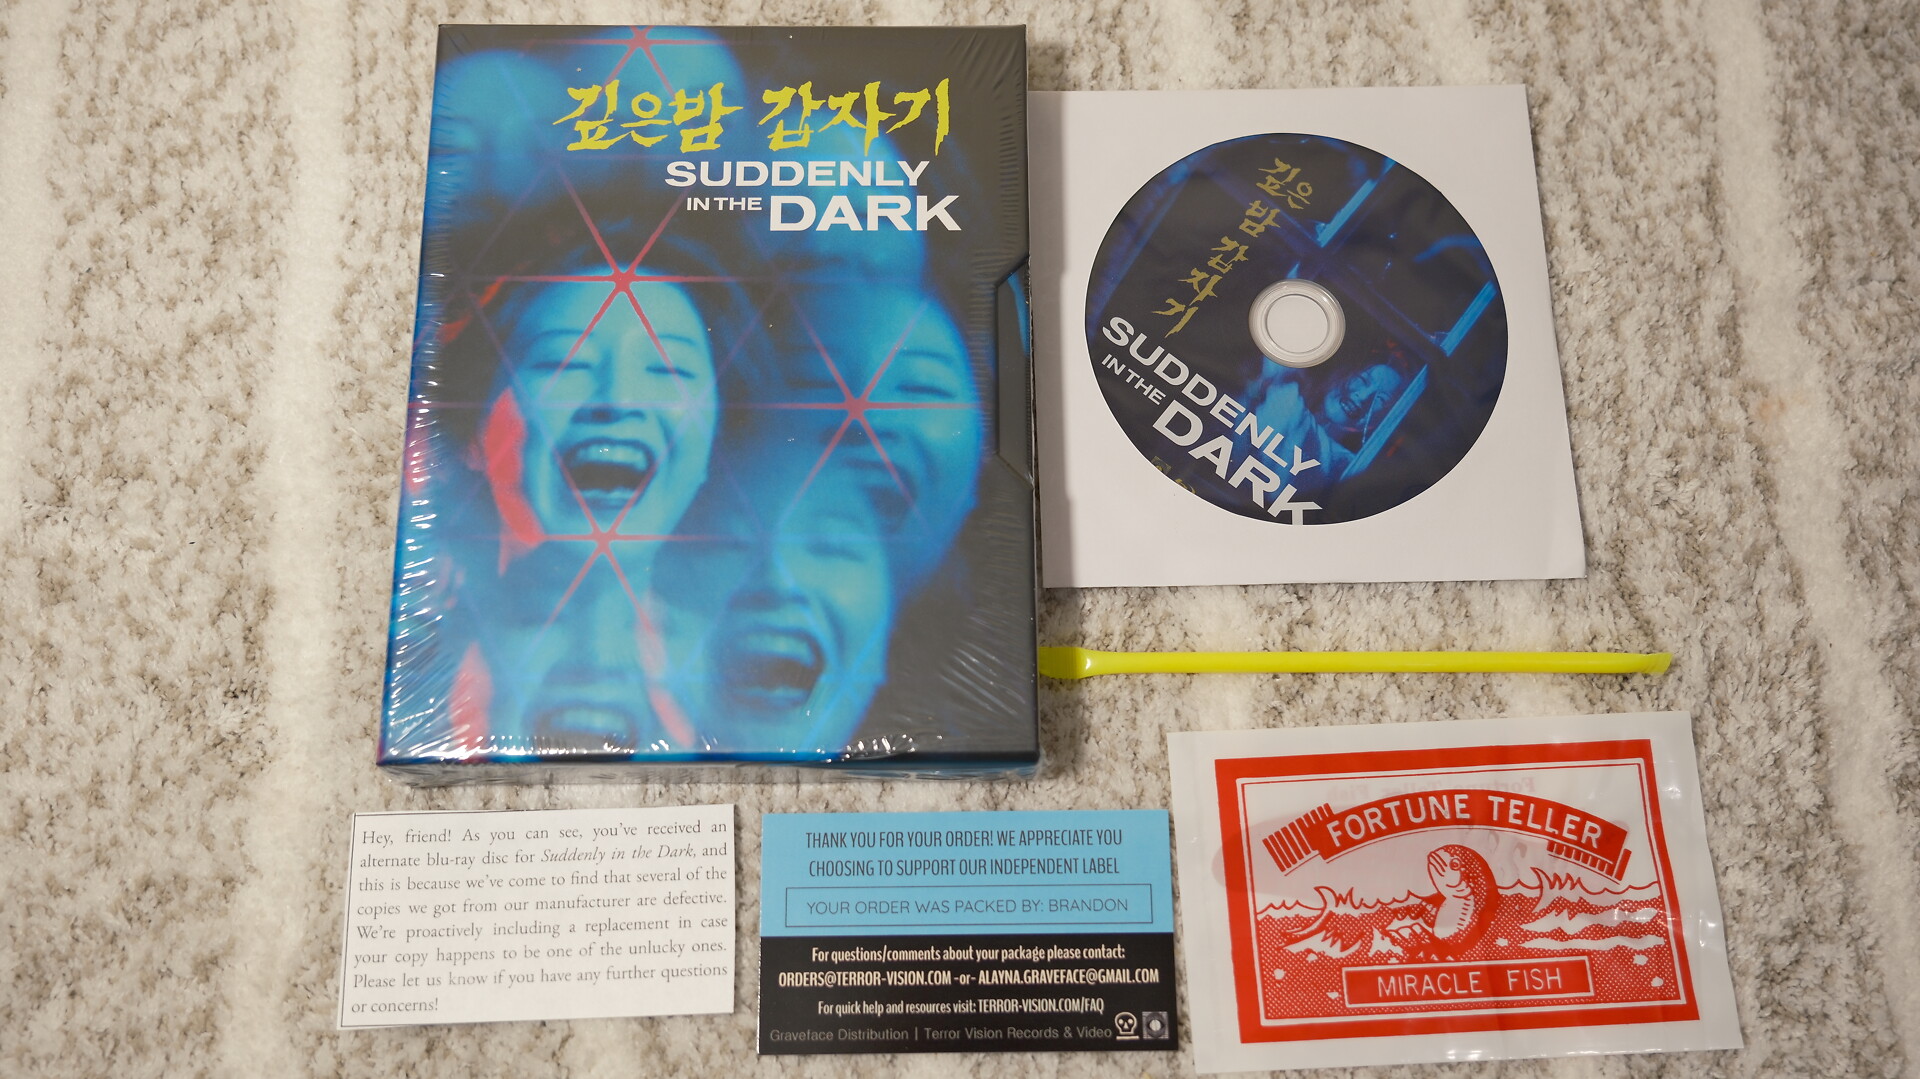 깊은밤 갑자기
SUDDENLY
IN THE DARK
깊은
밤
갑
자
기
SUDDENLY
IN THE
DARK
Hey, friend! As you can see, you've received an
alternate blu-ray disc for Suddenly in the Dark, and
this is because we've come to find that several of the
copies we got from our manufacturer are defective.
We're proactively including a replacement in case
your copy happens to be one of the unlucky ones.
Please let us know if you have any further questions
or concerns!
THANK YOU FOR YOUR ORDER! WE APPRECIATE YOU
CHOOSING TO SUPPORT OUR INDEPENDENT LABEL
YOUR ORDER WAS PACKED BY: BRANDON
For questions/comments about your package please contact:
ORDERS@TERROR-VISION.COM -or- ALAYNA.GRAVEFACE@GMAIL.COM
For quick help and resources visit: TERROR-VISION.COM/FAQ
Graveface Distribution | Terror Vision Records & Video
FORTUNE TELLER
MIRACLE FISH